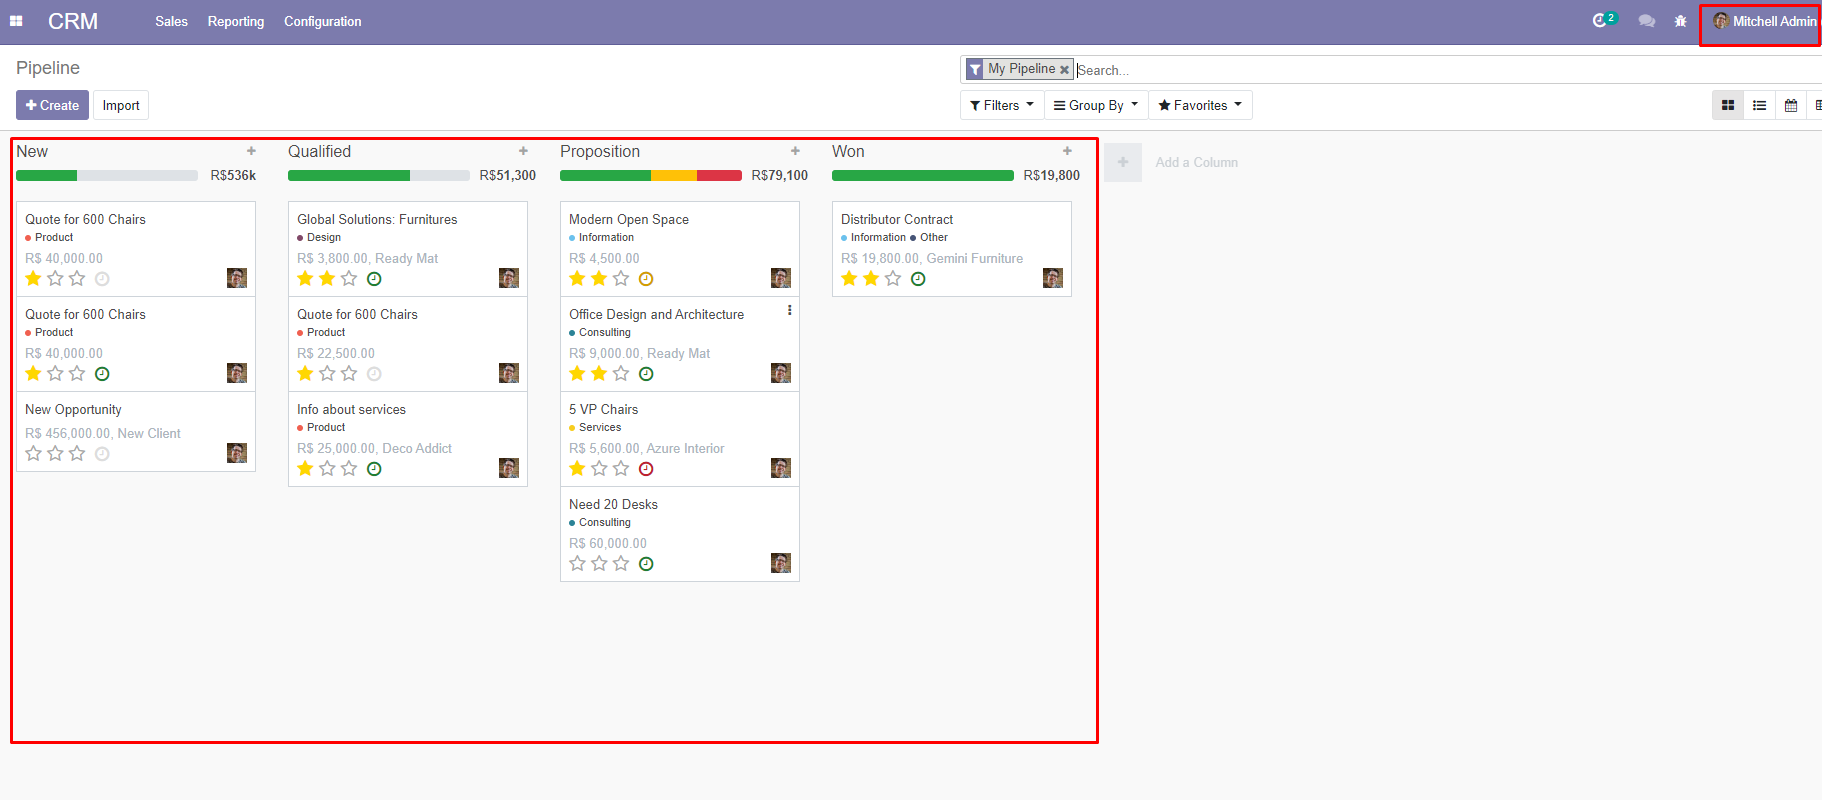 CRM Sales Reporting Configuration 2 Mitchell Admin
Pipeline
My Pipeline Search...
Create Import
Filters Group By Favorites
New
R$536k
Quote for 600 Chairs
Product
R$ 40,000.00
Quote for 600 Chairs
Product
R$ 40,000.00
New Opportunity
R$ 456,000.00, New Client
Qualified
R$51,300
Global Solutions: Furnitures
Design
R$ 3,800.00, Ready Mat
Quote for 600 Chairs
Product
R$ 22,500.00
Info about services
Product
R$ 25,000.00, Deco Addict
Proposition
R$79,100
Modern Open Space
Information
R$ 4,500.00
Office Design and Architecture
Consulting
R$ 9,000.00, Ready Mat
5 VP Chairs
Services
R$ 5,600.00, Azure Interior
Need 20 Desks
Consulting
R$ 60,000.00
Won
R$19,800
Distributor Contract
Information Other
R$ 19,800.00, Gemini Furniture
Add a Column